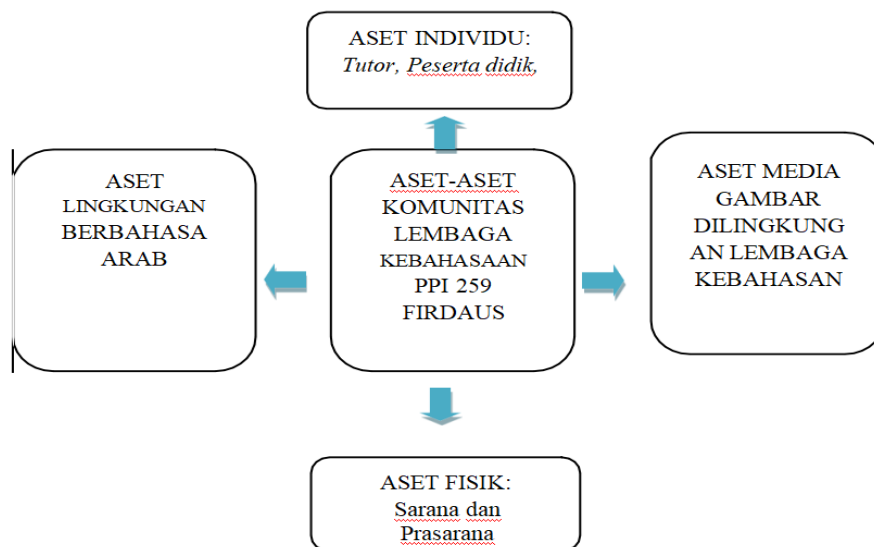 ASET INDIVIDU:
Tutor, Peserta didik,
ASET
LINGKUNGAN
BERBAHASA
ARAB
ASET-ASET
KOMUNITAS
LEMBAGA
KEBAHASAAN
PPI 259
FIRDAUS
ASET MEDIA
GAMBAR
DILINGKUNG
AN LEMBAGA
KEBAHASAN
ASET FISIK:
Sarana dan
Prasarana